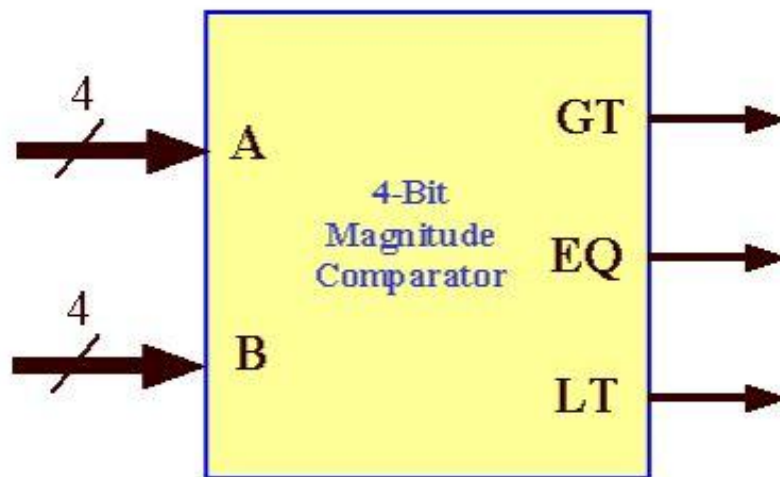 4
A
4
B
4-Bit
Magnitude
Comparator
GT
EQ
LT